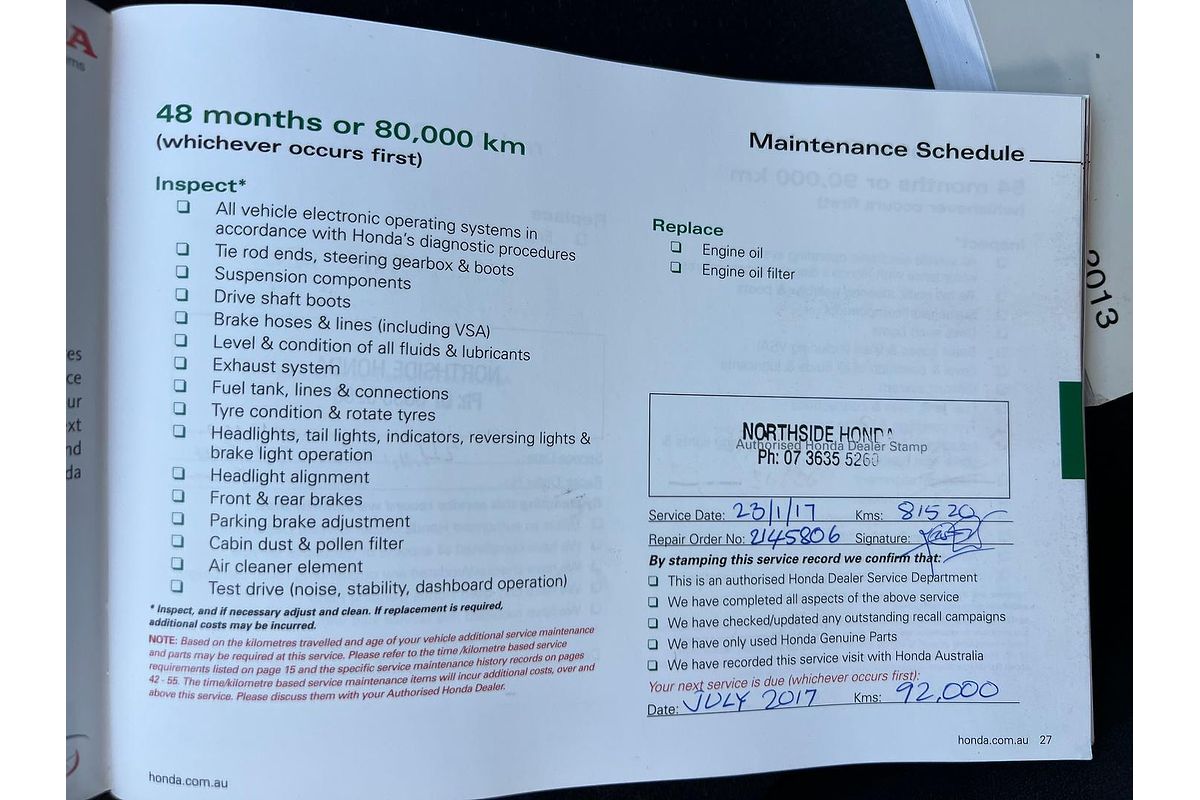 A
ms
es
ce
ur
xt
nd
da
48 months or 80,000 km
(whichever occurs first)
Inspect*
❏ All vehicle electronic operating systems in
accordance with Honda's diagnostic procedures
❏ Tie rod ends, steering gearbox & boots
❏ Suspension components
❏ Drive shaft boots
❏ Brake hoses & lines (including VSA)
❏ Level & condition of all fluids & lubricants
❏ Exhaust system
❏ Fuel tank, lines & connections
❏ Tyre condition & rotate tyres
❏ Headlights, tail lights, indicators, reversing lights &
brake light operation
❏ Headlight alignment
❏ Front & rear brakes
❏ Parking brake adjustment
❏ Cabin dust & pollen filter
❏ Air cleaner element
❏ Test drive (noise, stability, dashboard operation)
* Inspect, and if necessary adjust and clean. If replacement is required,
additional costs may be incurred.
NOTE: Based on the kilometres travelled and age of your vehicle additional service maintenance
and parts may be required at this service. Please refer to the time /kilometre based service
requirements listed on page 15 and the specific service maintenance history records on pages
42 - 55. The time/kilometre based service maintenance items will incur additional costs, over and
above this service. Please discuss them with your Authorised Honda Dealer.
honda.com.au
Maintenance Schedule
Replace
❏ Engine oil
❏ Engine oil filter
NORTHSIDE HONDA
Authorised Honda Dealer Stamp
Ph: 07 3635 5260
Service Date: 23/1/17 Kms: 81520
Repair Order No: 2145806 Signature:
By stamping this service record we confirm that:
❏ This is an authorised Honda Dealer Service Department
❏ We have completed all aspects of the above service
❏ We have checked/updated any outstanding recall campaigns
❏ We have only used Honda Genuine Parts
❏ We have recorded this service visit with Honda Australia
Your next service is due (whichever occurs first):
Date: JULY 2017 Kms: 92,000
honda.com.au 27
2013